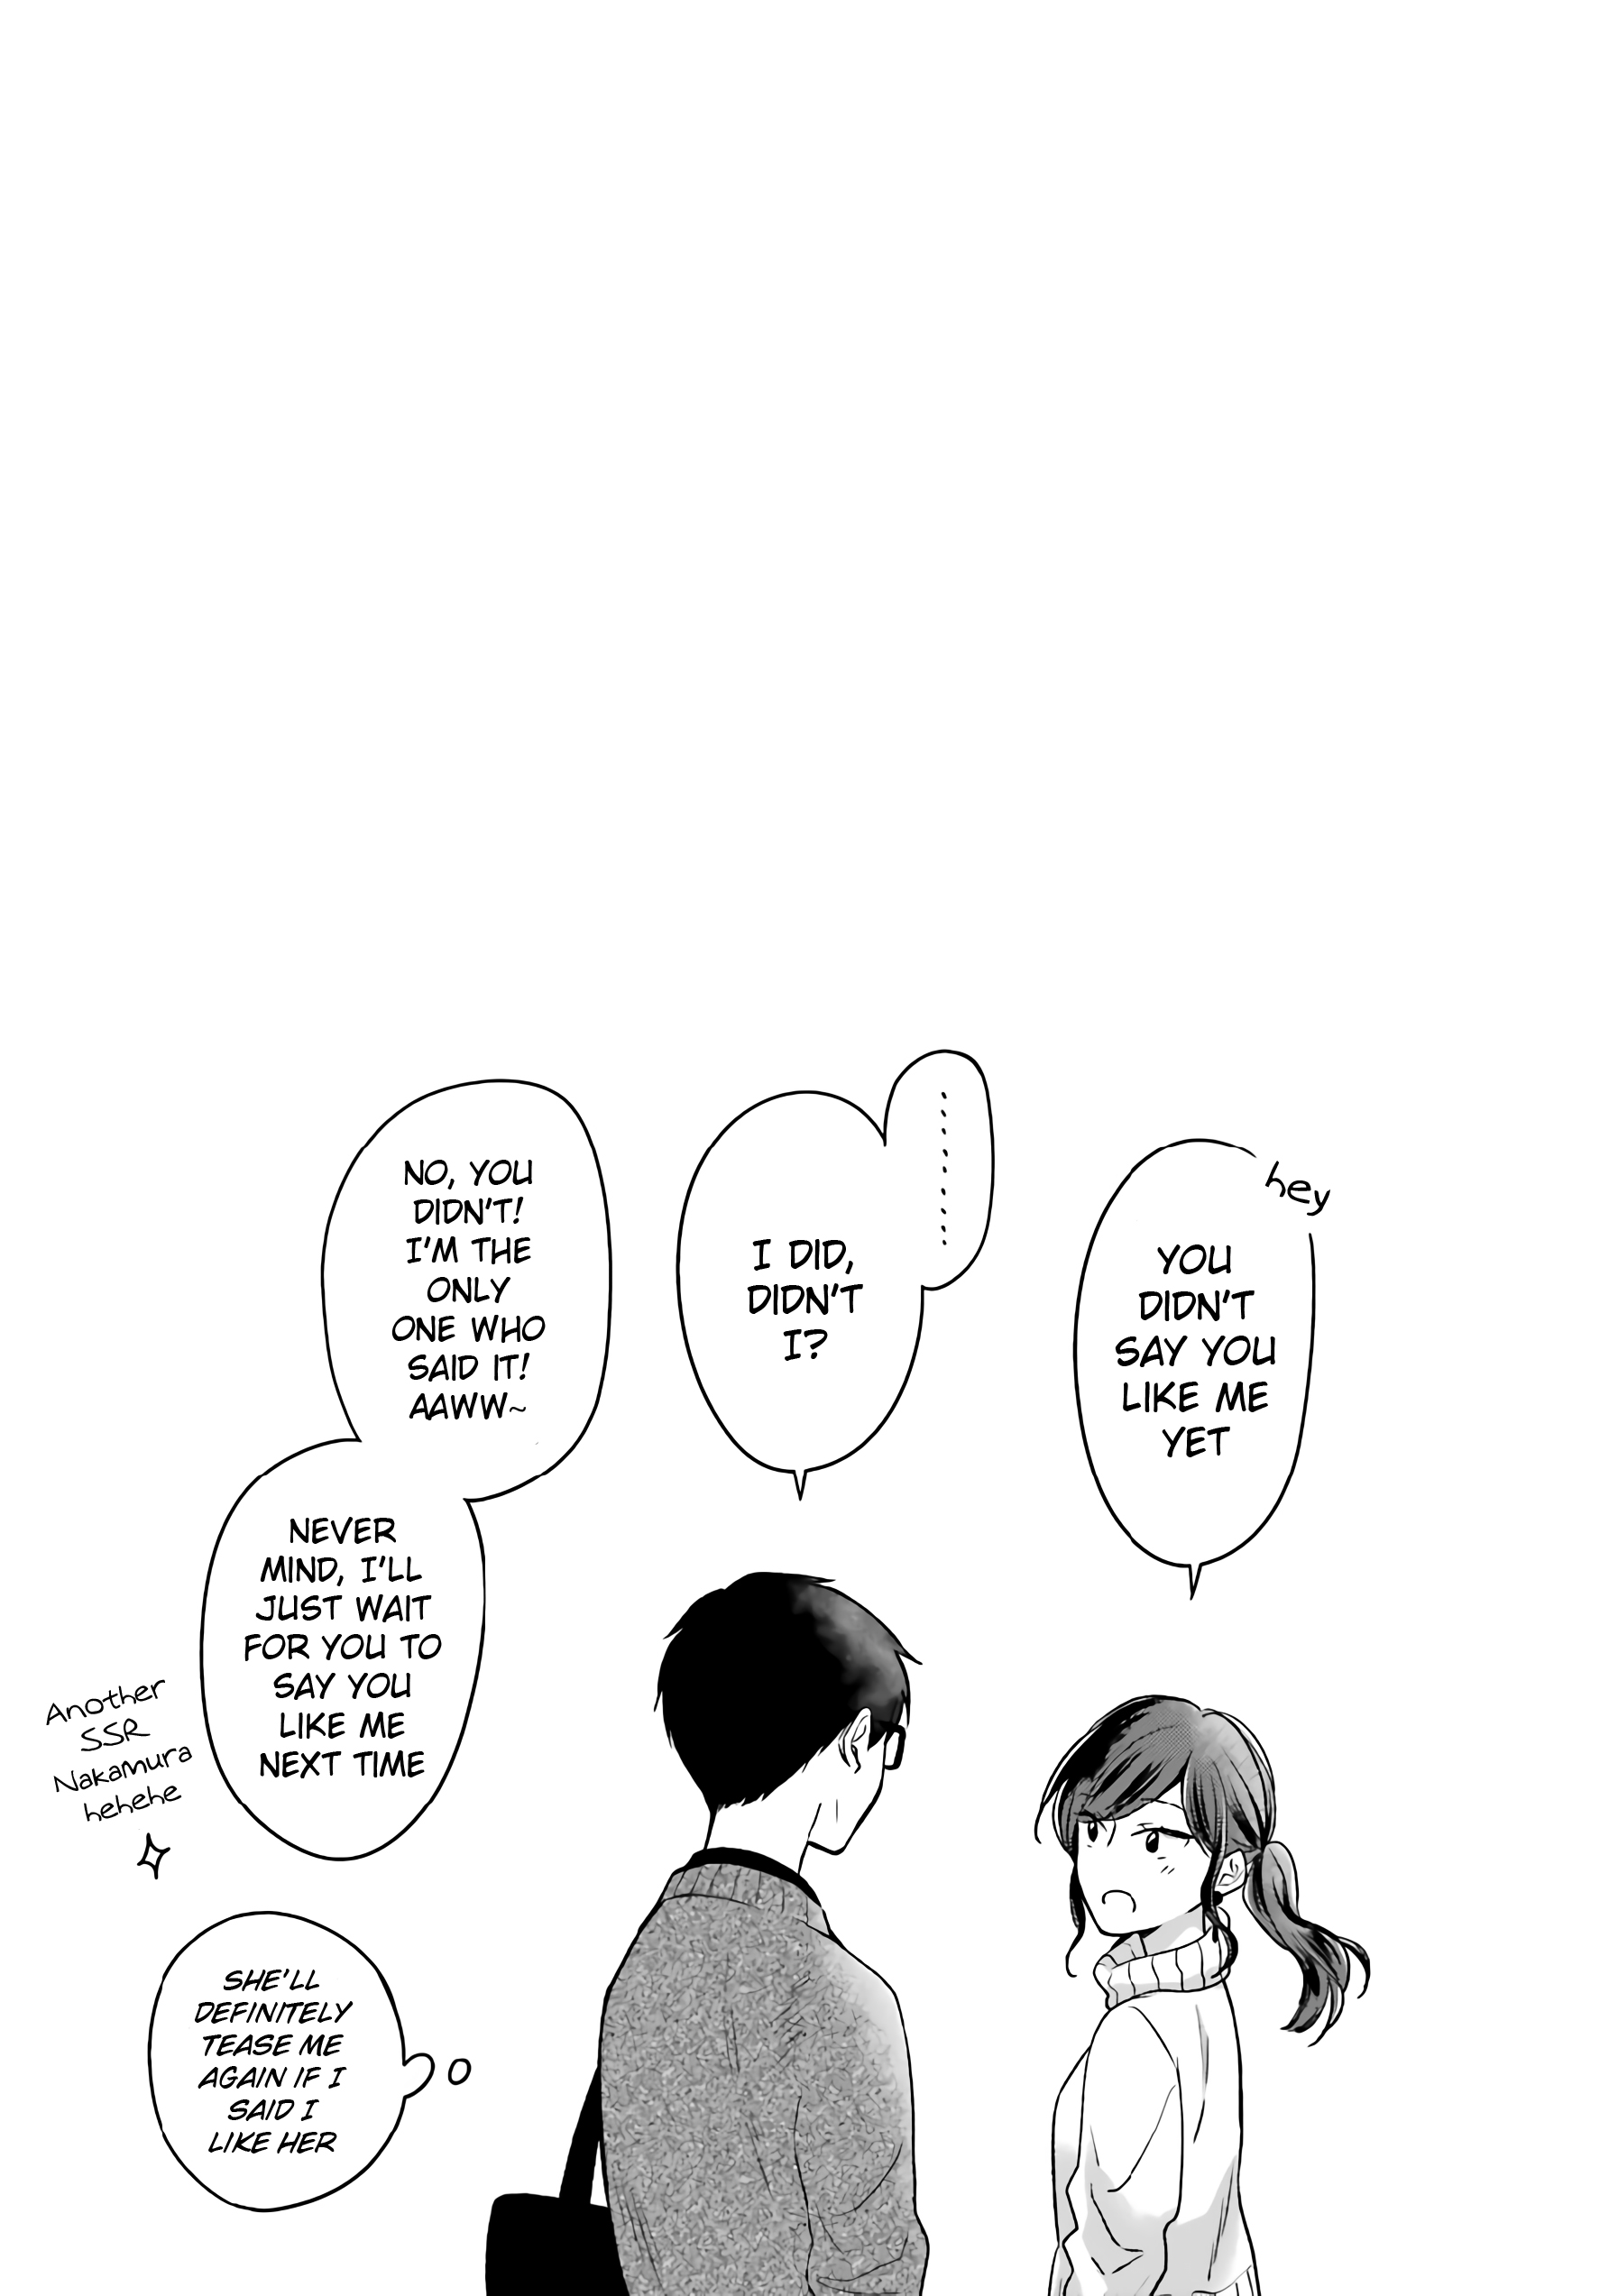 hey
YOU
DIDN'T
SAY YOU
LIKE ME
YET
.........
I DID,
DIDN'T
I?
NO, YOU
DIDN'T!
I'M THE
ONLY
ONE WHO
SAID IT!
AAWW~
NEVER
MIND, I'LL
JUST WAIT
FOR YOU TO
SAY YOU
LIKE ME
NEXT TIME
Another
SSR
Nakamura
hehehe
SHE'LL
DEFINITELY
TEASE ME
AGAIN IF I
SAID I
LIKE HER